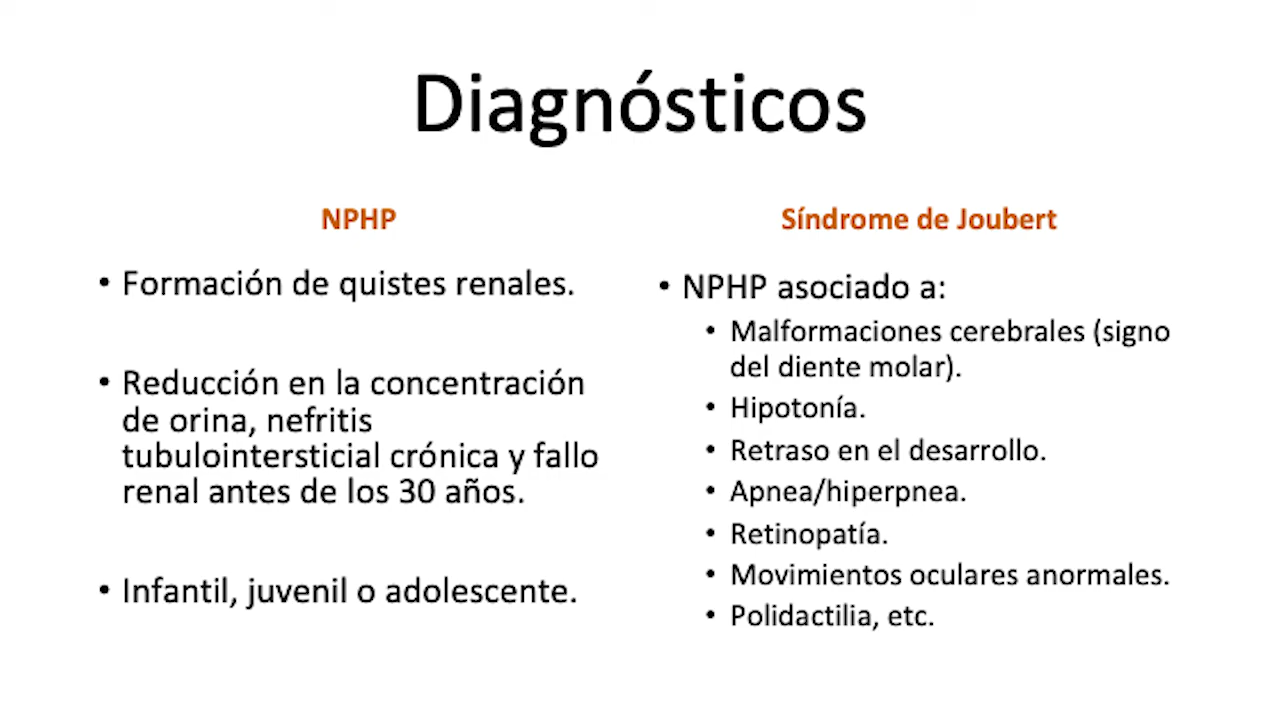 Diagnósticos
NPHP
• Formación de quistes renales.
• Reducción en la concentración
de orina, nefritis
tubulointersticial crónica y fallo
renal antes de los 30 años.
• Infantil, juvenil o adolescente.
Síndrome de Joubert
• NPHP asociado a:
• Malformaciones cerebrales (signo
del diente molar).
• Hipotonía.
• Retraso en el desarrollo.
• Apnea/hiperpnea.
• Retinopatía.
• Movimientos oculares anormales.
• Polidactilia, etc.